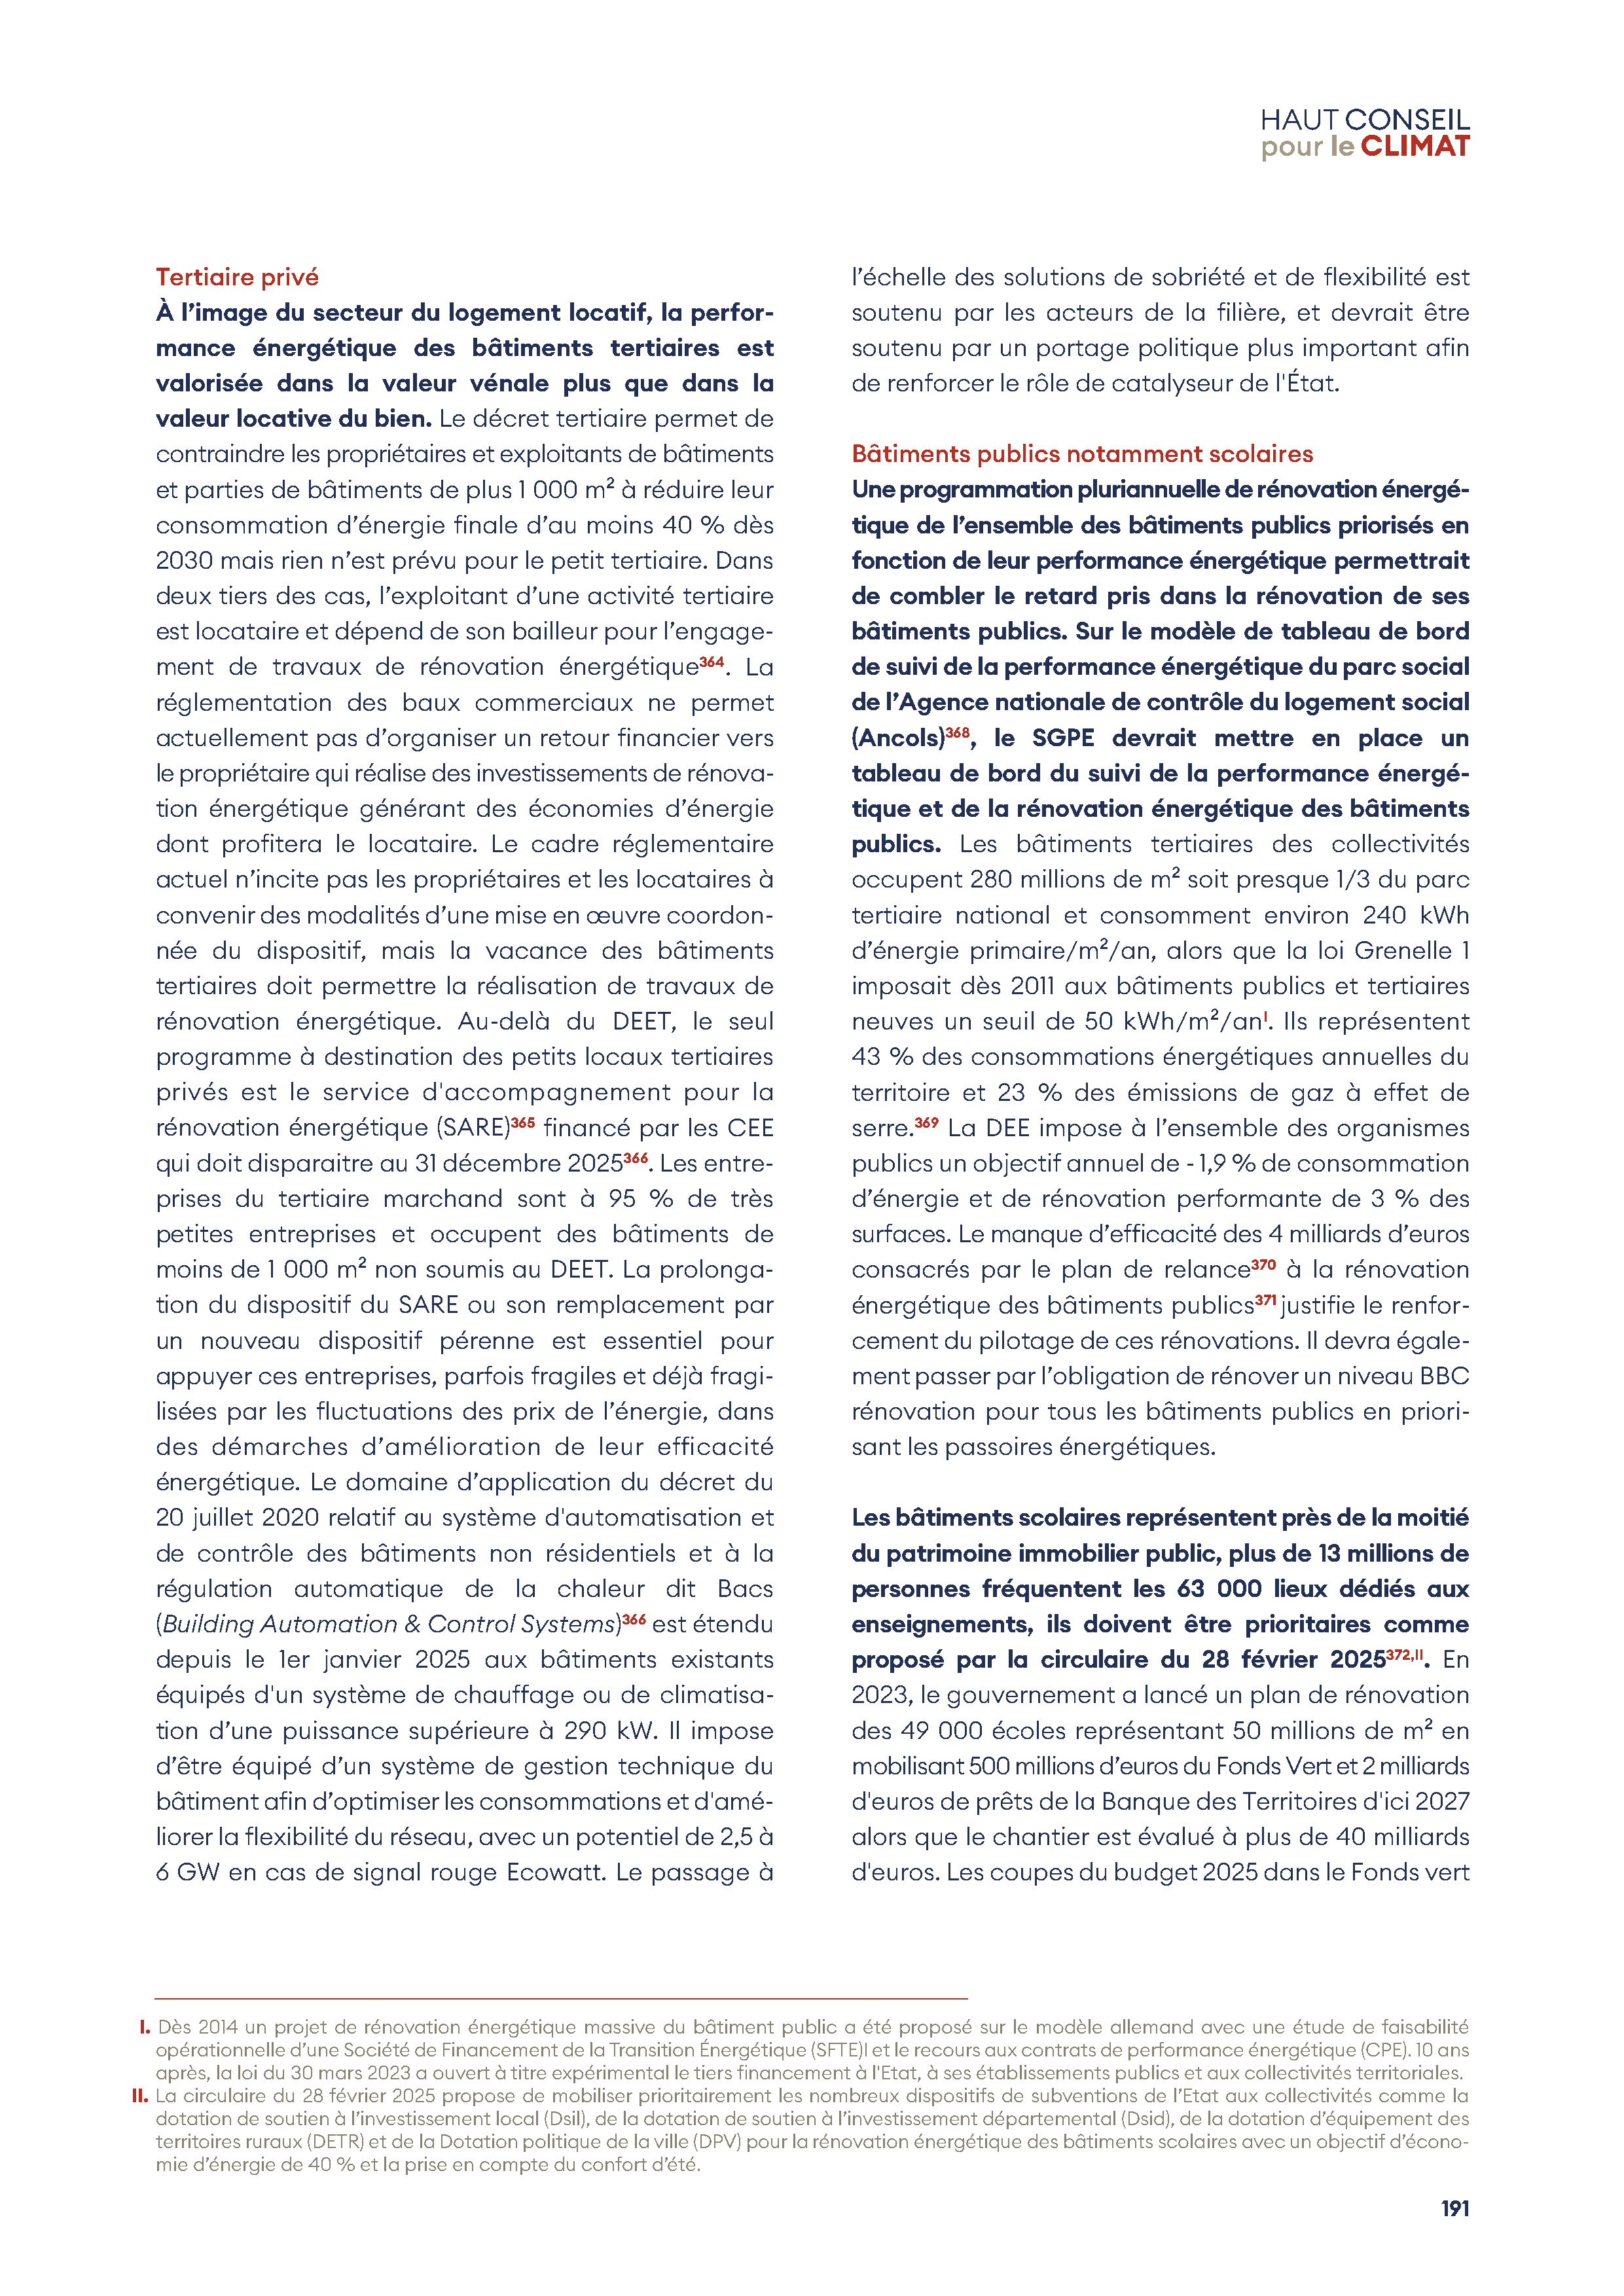 HAUT CONSEIL
pour le CLIMAT
Tertiaire privé
À l’image du secteur du logement locatif, la perfor-
mance énergétique des bâtiments tertiaires est
valorisée dans la valeur vénale plus que dans la
valeur locative du bien. Le décret tertiaire permet de
contraindre les propriétaires et exploitants de bâtiments
et parties de bâtiments de plus 1 000 m² à réduire leur
consommation d’énergie finale d’au moins 40 % dès
2030 mais rien n’est prévu pour le petit tertiaire. Dans
deux tiers des cas, l’exploitant d’une activité tertiaire
est locataire et dépend de son bailleur pour l’engage-
ment de travaux de rénovation énergétique364. La
réglementation des baux commerciaux ne permet
actuellement pas d’organiser un retour financier vers
le propriétaire qui réalise des investissements de rénova-
tion énergétique générant des économies d’énergie
dont profitera le locataire. Le cadre réglementaire
actuel n’incite pas les propriétaires et les locataires à
convenir des modalités d’une mise en œuvre coordon-
née du dispositif, mais la vacance des bâtiments
tertiaires doit permettre la réalisation de travaux de
rénovation énergétique. Au-delà du DEET, le seul
programme à destination des petits locaux tertiaires
privés est le service d'accompagnement pour la
rénovation énergétique (SARE)365 financé par les CEE
qui doit disparaitre au 31 décembre 2025366. Les entre-
prises du tertiaire marchand sont à 95 % de très
petites entreprises et occupent des bâtiments de
moins de 1 000 m² non soumis au DEET. La prolonga-
tion du dispositif du SARE ou son remplacement par
un nouveau dispositif pérenne est essentiel pour
appuyer ces entreprises, parfois fragiles et déjà fragi-
lisées par les fluctuations des prix de l’énergie, dans
des démarches d’amélioration de leur efficacité
énergétique. Le domaine d’application du décret du
20 juillet 2020 relatif au système d'automatisation et
de contrôle des bâtiments non résidentiels et à la
régulation automatique de la chaleur dit Bacs
(Building Automation & Control Systems)366 est étendu
depuis le 1er janvier 2025 aux bâtiments existants
équipés d'un système de chauffage ou de climatisa-
tion d’une puissance supérieure à 290 kW. Il impose
d’être équipé d’un système de gestion technique du
bâtiment afin d’optimiser les consommations et d'amé-
liorer la flexibilité du réseau, avec un potentiel de 2,5 à
6 GW en cas de signal rouge Ecowatt. Le passage à
l’échelle des solutions de sobriété et de flexibilité est
soutenu par les acteurs de la filière, et devrait être
soutenu par un portage politique plus important afin
de renforcer le rôle de catalyseur de l'État.
Bâtiments publics notamment scolaires
Une programmation pluriannuelle de rénovation énergé-
tique de l’ensemble des bâtiments publics priorisés en
fonction de leur performance énergétique permettrait
de combler le retard pris dans la rénovation de ses
bâtiments publics. Sur le modèle de tableau de bord
de suivi de la performance énergétique du parc social
de l’Agence nationale de contrôle du logement social
(Ancols)368, le SGPE devrait mettre en place un
tableau de bord du suivi de la performance énergé-
tique et de la rénovation énergétique des bâtiments
publics. Les bâtiments tertiaires des collectivités
occupent 280 millions de m² soit presque 1/3 du parc
tertiaire national et consomment environ 240 kWh
d’énergie primaire/m²/an, alors que la loi Grenelle 1
imposait dès 2011 aux bâtiments publics et tertiaires
neuves un seuil de 50 kWh/m²/anI. Ils représentent
43 % des consommations énergétiques annuelles du
territoire et 23 % des émissions de gaz à effet de
serre.369 La DEE impose à l’ensemble des organismes
publics un objectif annuel de - 1,9 % de consommation
d’énergie et de rénovation performante de 3 % des
surfaces. Le manque d’efficacité des 4 milliards d’euros
consacrés par le plan de relance370 à la rénovation
énergétique des bâtiments publics371 justifie le renfor-
cement du pilotage de ces rénovations. Il devra égale-
ment passer par l’obligation de rénover un niveau BBC
rénovation pour tous les bâtiments publics en priori-
sant les passoires énergétiques.
Les bâtiments scolaires représentent près de la moitié
du patrimoine immobilier public, plus de 13 millions de
personnes fréquentent les 63 000 lieux dédiés aux
enseignements, ils doivent être prioritaires comme
proposé par la circulaire du 28 février 2025372,II. En
2023, le gouvernement a lancé un plan de rénovation
des 49 000 écoles représentant 50 millions de m² en
mobilisant 500 millions d’euros du Fonds Vert et 2 milliards
d'euros de prêts de la Banque des Territoires d'ici 2027
alors que le chantier est évalué à plus de 40 milliards
d'euros. Les coupes du budget 2025 dans le Fonds vert
I. Dès 2014 un projet de rénovation énergétique massive du bâtiment public a été proposé sur le modèle allemand avec une étude de faisabilité
opérationnelle d’une Société de Financement de la Transition Énergétique (SFTE)I et le recours aux contrats de performance énergétique (CPE). 10 ans
après, la loi du 30 mars 2023 a ouvert à titre expérimental le tiers financement à l'Etat, à ses établissements publics et aux collectivités territoriales.
II. La circulaire du 28 février 2025 propose de mobiliser prioritairement les nombreux dispositifs de subventions de l’Etat aux collectivités comme la
dotation de soutien à l’investissement local (Dsil), de la dotation de soutien à l’investissement départemental (Dsid), de la dotation d’équipement des
territoires ruraux (DETR) et de la Dotation politique de la ville (DPV) pour la rénovation énergétique des bâtiments scolaires avec un objectif d’écono-
mie d’énergie de 40 % et la prise en compte du confort d’été.
191